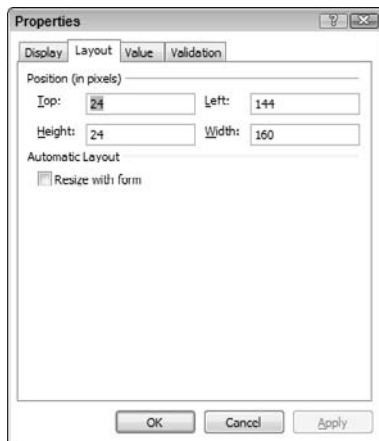 Properties
Display Layout Value Validation
Position (in pixels)
Top: 24 Left: 144
Height: 24 Width: 160
Automatic Layout
Resize with form
OK Cancel Apply